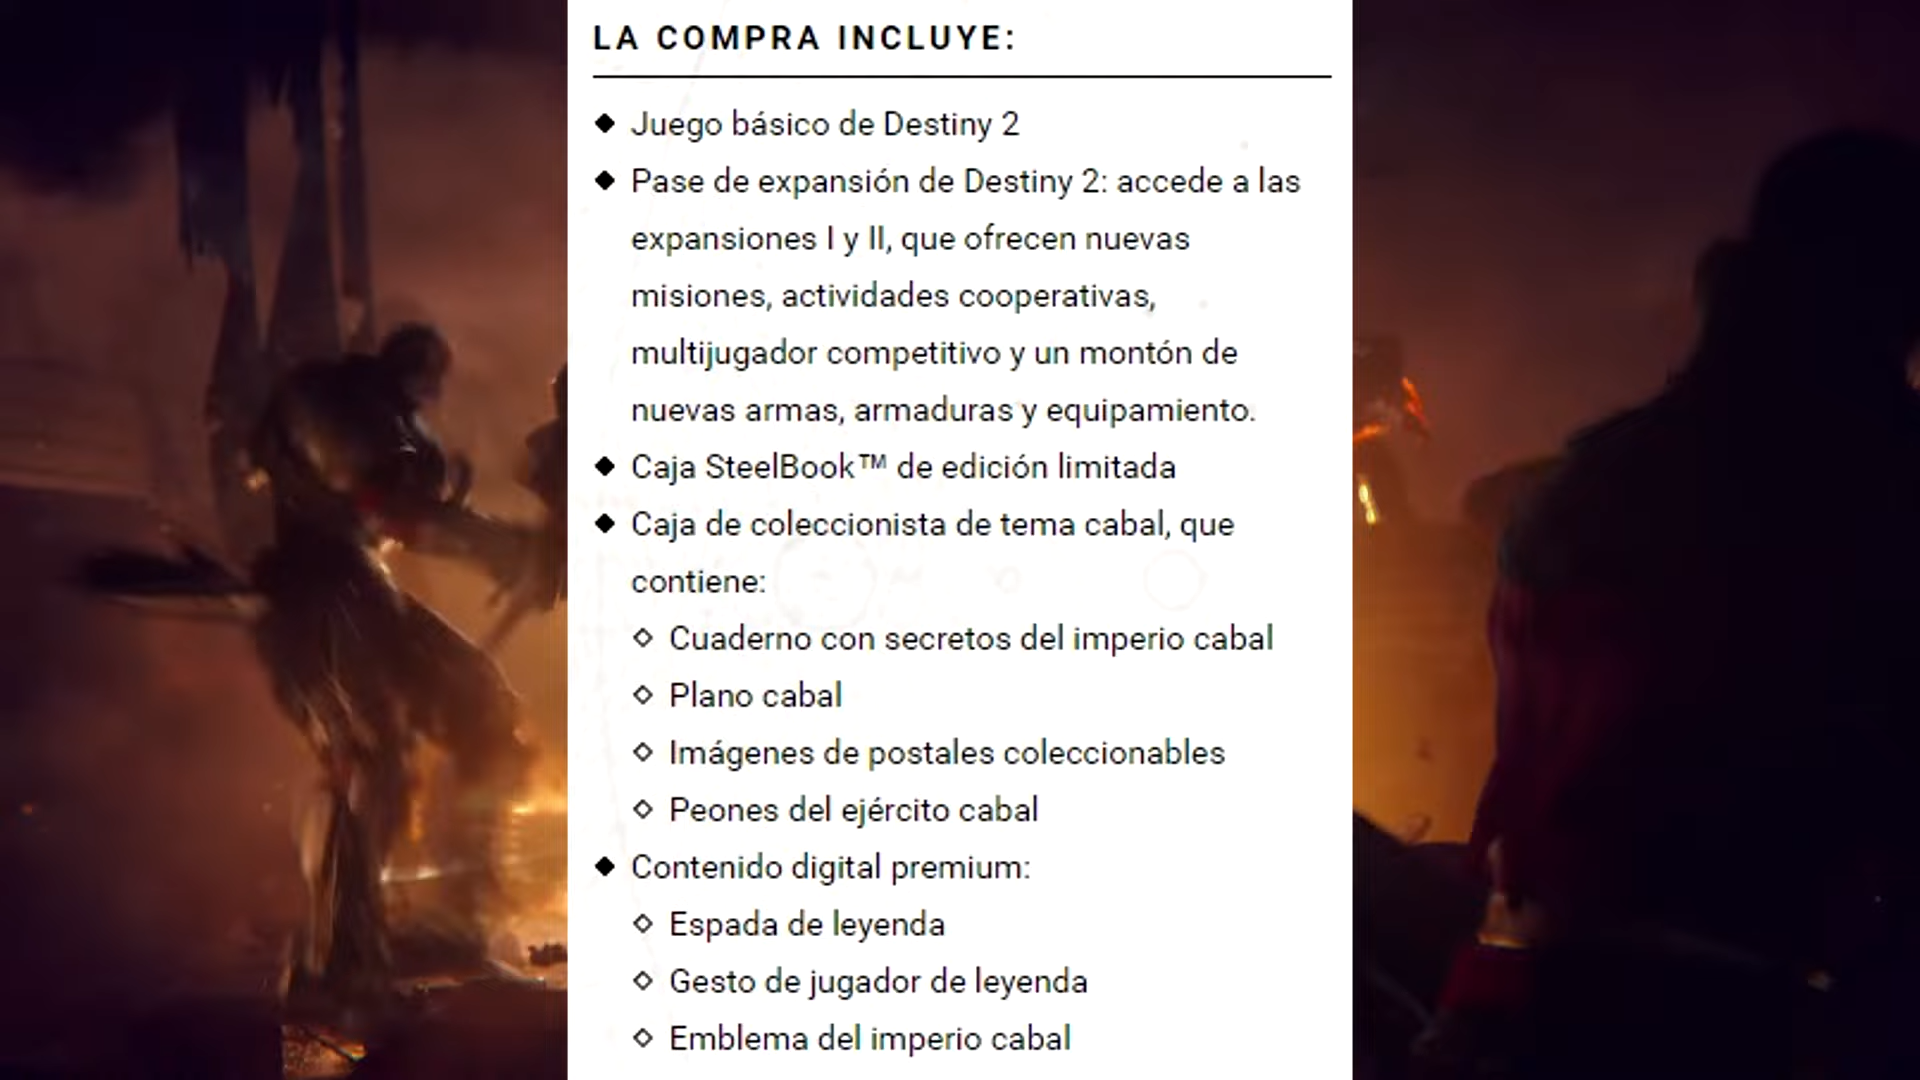 LA COMPRA INCLUYE:
◆ Juego básico de Destiny 2
◆ Pase de expansión de Destiny 2: accede a las
expansiones I y II, que ofrecen nuevas
misiones, actividades cooperativas,
multijugador competitivo y un montón de
nuevas armas, armaduras y equipamiento.
◆ Caja SteelBook™ de edición limitada
◆ Caja de coleccionista de tema cabal, que
contiene:
◇ Cuaderno con secretos del imperio cabal
◇ Plano cabal
◇ Imágenes de postales coleccionables
◇ Peones del ejército cabal
◆ Contenido digital premium:
◇ Espada de leyenda
◇ Gesto de jugador de leyenda
◇ Emblema del imperio cabal